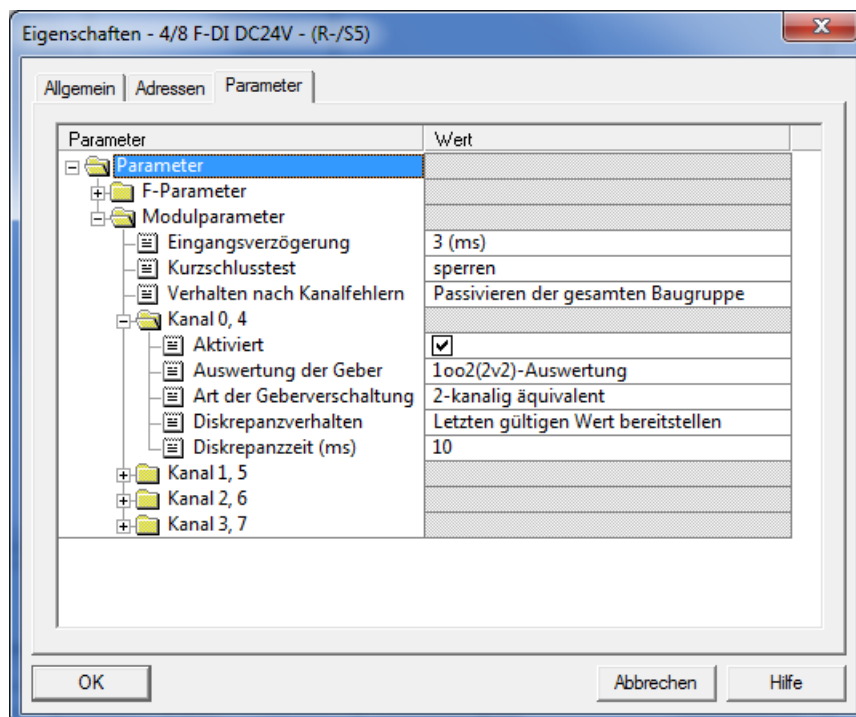 Eigenschaften - 4/8 F-DI DC24V - (R-/S5)
Allgemein Adressen Parameter
Parameter Wert
Parameter
F-Parameter
Modulparameter
Eingangsverzögerung 3 (ms)
Kurzschlusstest sperren
Verhalten nach Kanalfehlern Passivieren der gesamten Baugruppe
Kanal 0, 4
Aktiviert
Auswertung der Geber 1oo2(2v2)-Auswertung
Art der Geberverschaltung 2-kanalig äquivalent
Diskrepanzverhalten Letzten gültigen Wert bereitstellen
Diskrepanzzeit (ms) 10
Kanal 1, 5
Kanal 2, 6
Kanal 3, 7
OK Abbrechen Hilfe